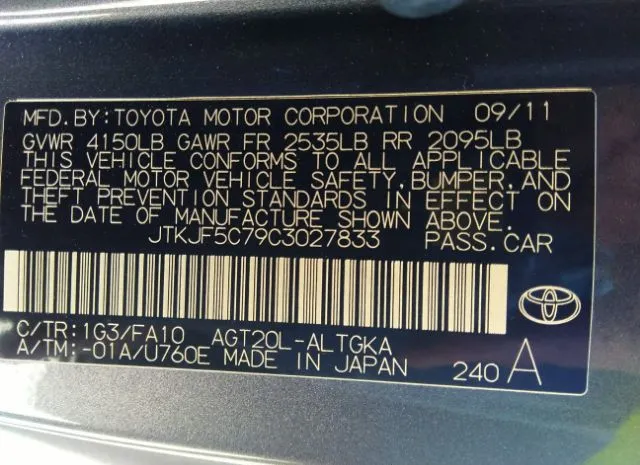 MFD.BY:TOYOTA MOTOR CORPORATION 09/11
GVWR 4150LB GAWR FR 2535LB RR 2095LB
THIS VEHICLE CONFORMS TO ALL APPLICABLE
FEDERAL MOTOR VEHICLE SAFETY,BUMPER,AND
THEFT PREVENTION STANDARDS IN EFFECT ON
THE DATE OF MANUFACTURE SHOWN ABOVE.
JTKJF5C79C3027833 PASS.CAR
C/TR:1G3/FA10 AGT20L-ALTGKA
A/TM:-01A/U760E MADE IN JAPAN
240 A